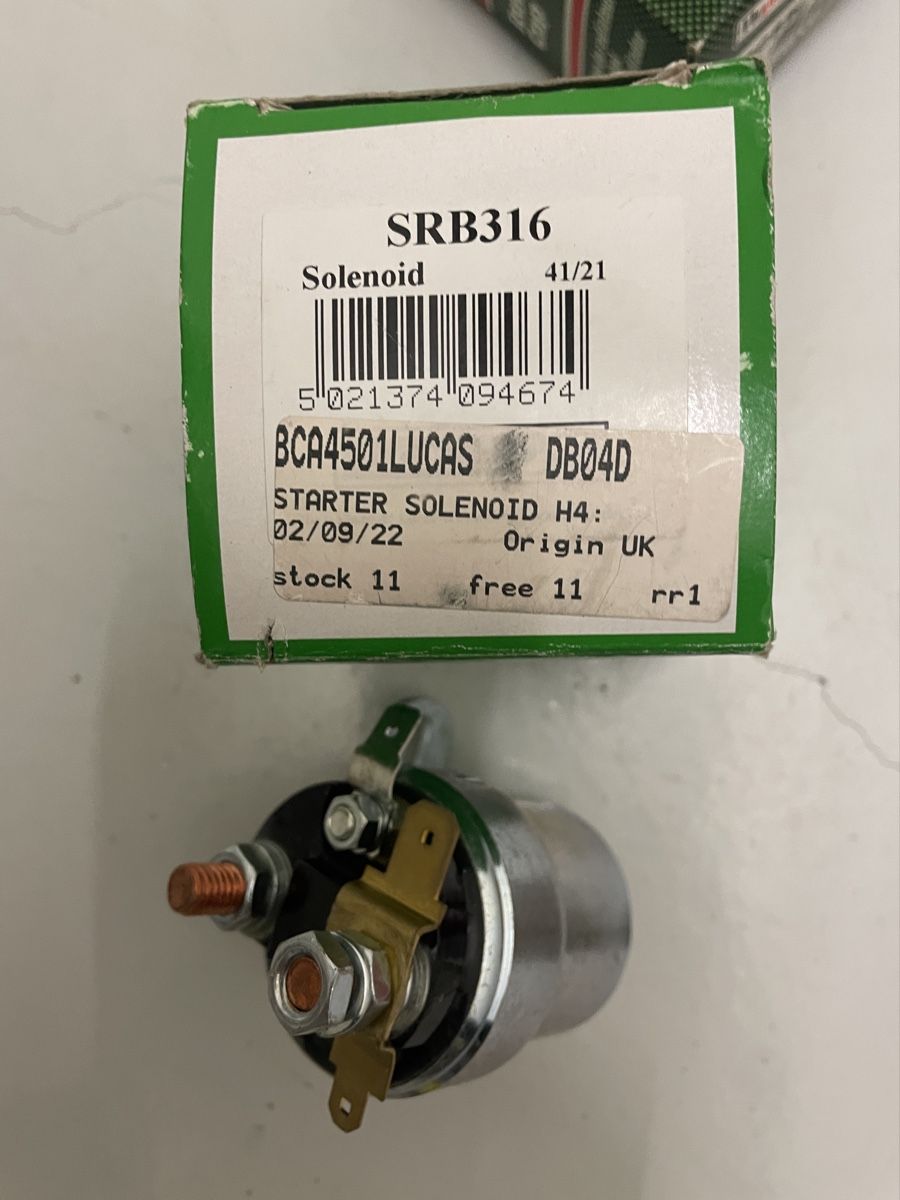 SRB316
Solenoid 41/21
5 021374 094674
BCA4501LUCAS DB04D
STARTER SOLENOID H4:
02/09/22 Origin UK
stock 11 free 11 rr1